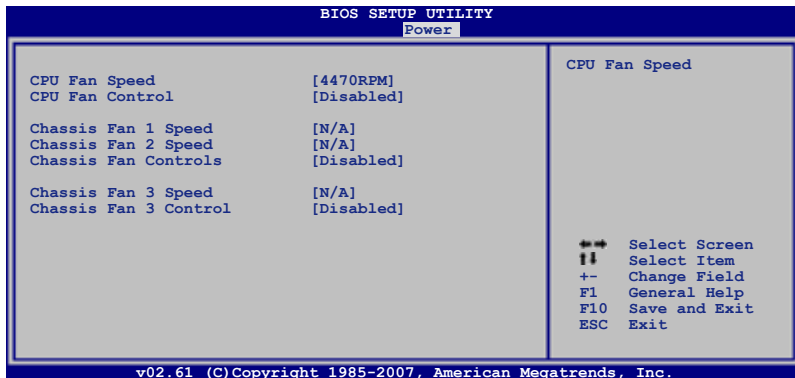 BIOS SETUP UTILITY
Power
CPU Fan Speed [4470RPM]
CPU Fan Control [Disabled]
Chassis Fan 1 Speed [N/A]
Chassis Fan 2 Speed [N/A]
Chassis Fan Controls [Disabled]
Chassis Fan 3 Speed [N/A]
Chassis Fan 3 Control [Disabled]
CPU Fan Speed
←→ Select Screen
↑↓ Select Item
+- Change Field
F1 General Help
F10 Save and Exit
ESC Exit
v02.61 (C)Copyright 1985-2007, American Megatrends, Inc.